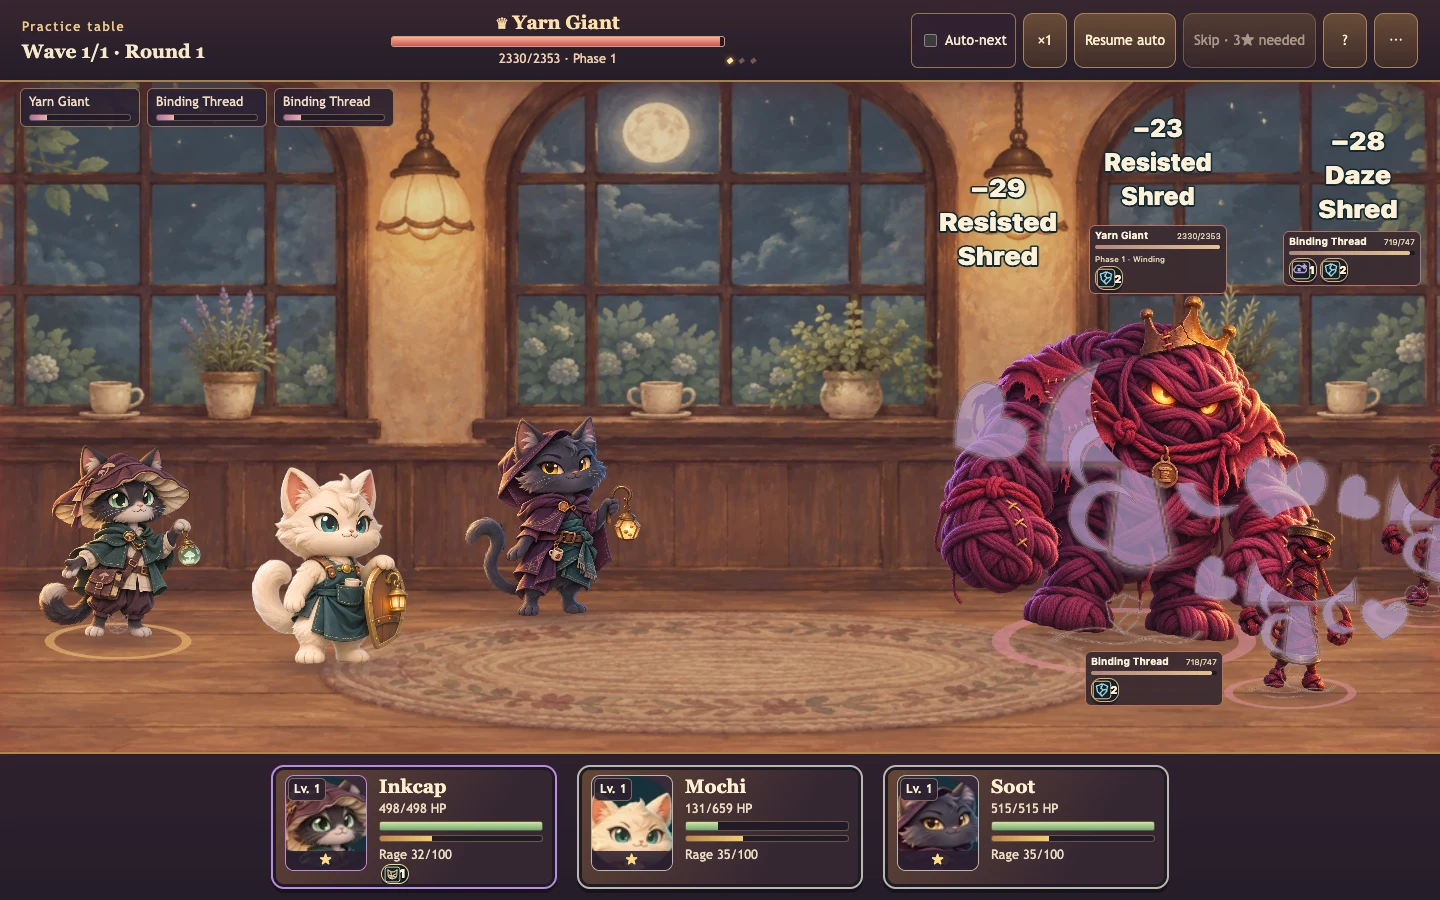 Practice table
Wave 1/1 · Round 1
Yarn Giant
2330/2353 · Phase 1
Auto-next
×1
Resume auto
Skip · 3★ needed
?
...
Yarn Giant
Binding Thread
Binding Thread
−29
Resisted
Shred
−23
Resisted
Shred
−28
Daze
Shred
Yarn Giant 2330/2353
Phase 1 · Winding
2
Binding Thread 719/747
1 2
Binding Thread 718/747
2
Lv. 1
Inkcap
498/498 HP
Rage 32/100
1
Lv. 1
Mochi
131/659 HP
Rage 35/100
Lv. 1
Soot
515/515 HP
Rage 35/100